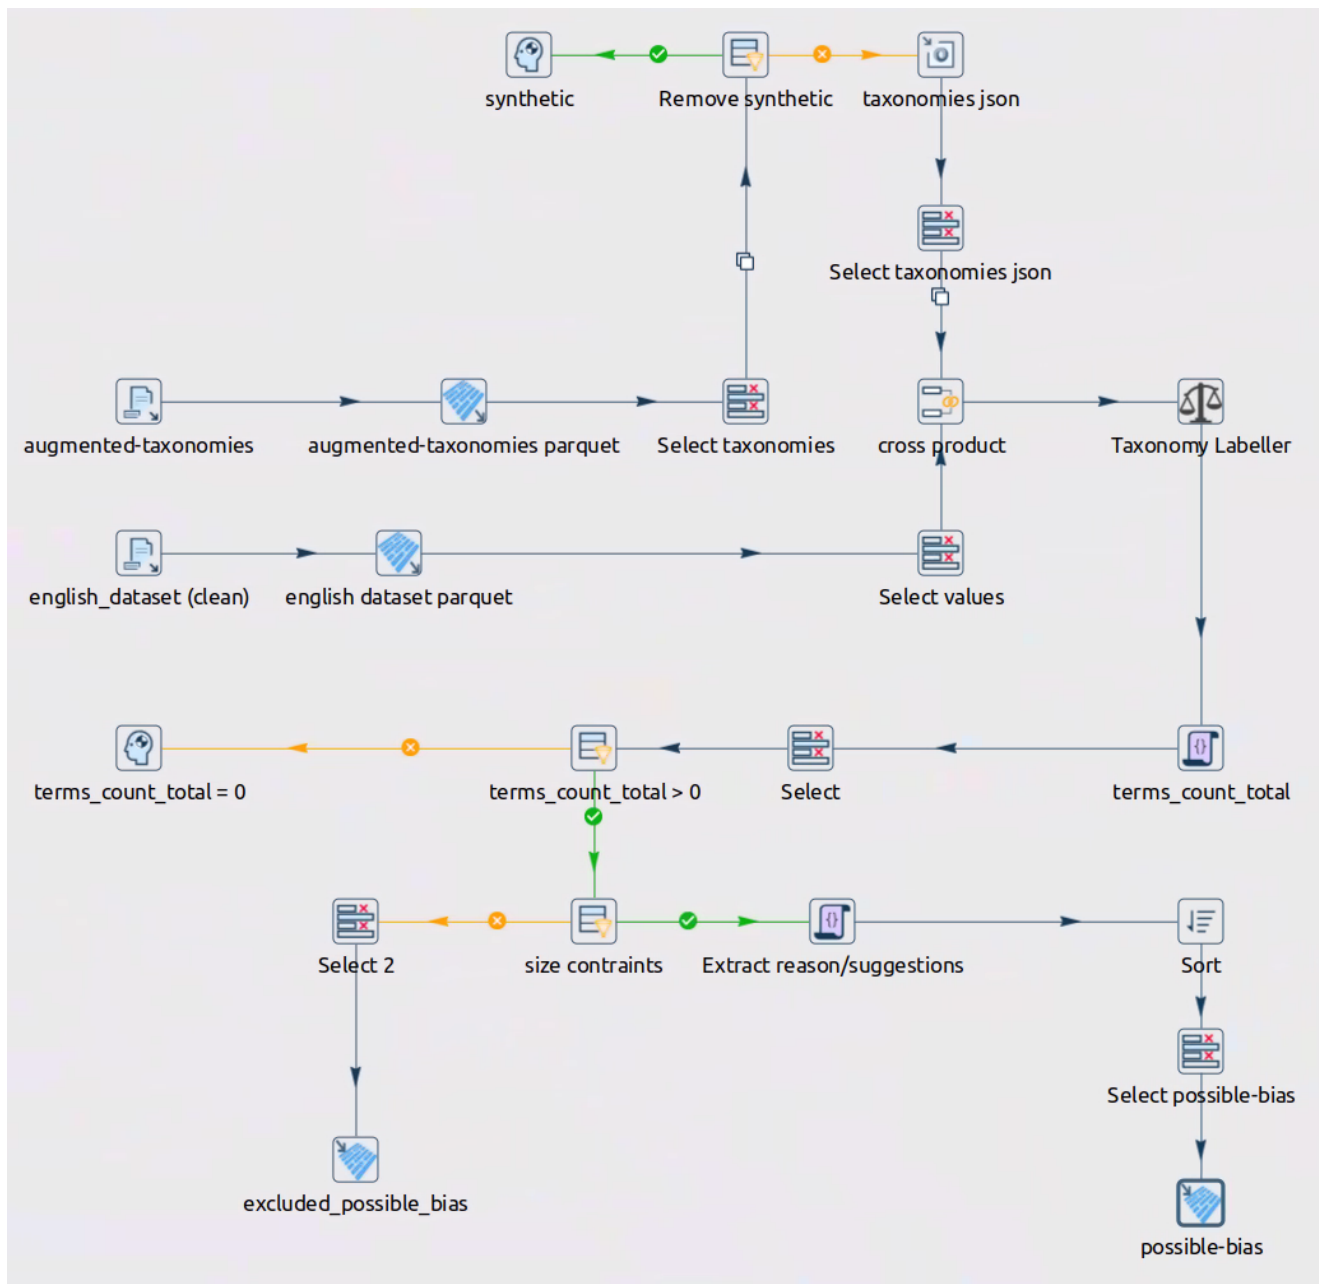 synthetic
Remove synthetic
taxonomies json
Select taxonomies json
augmented-taxonomies
augmented-taxonomies parquet
Select taxonomies
cross product
Taxonomy Labeller
english_dataset (clean)
english dataset parquet
Select values
terms_count_total = 0
terms_count_total > 0
Select
terms_count_total
Select 2
size contraints
Extract reason/suggestions
Sort
Select possible-bias
excluded_possible_bias
possible-bias